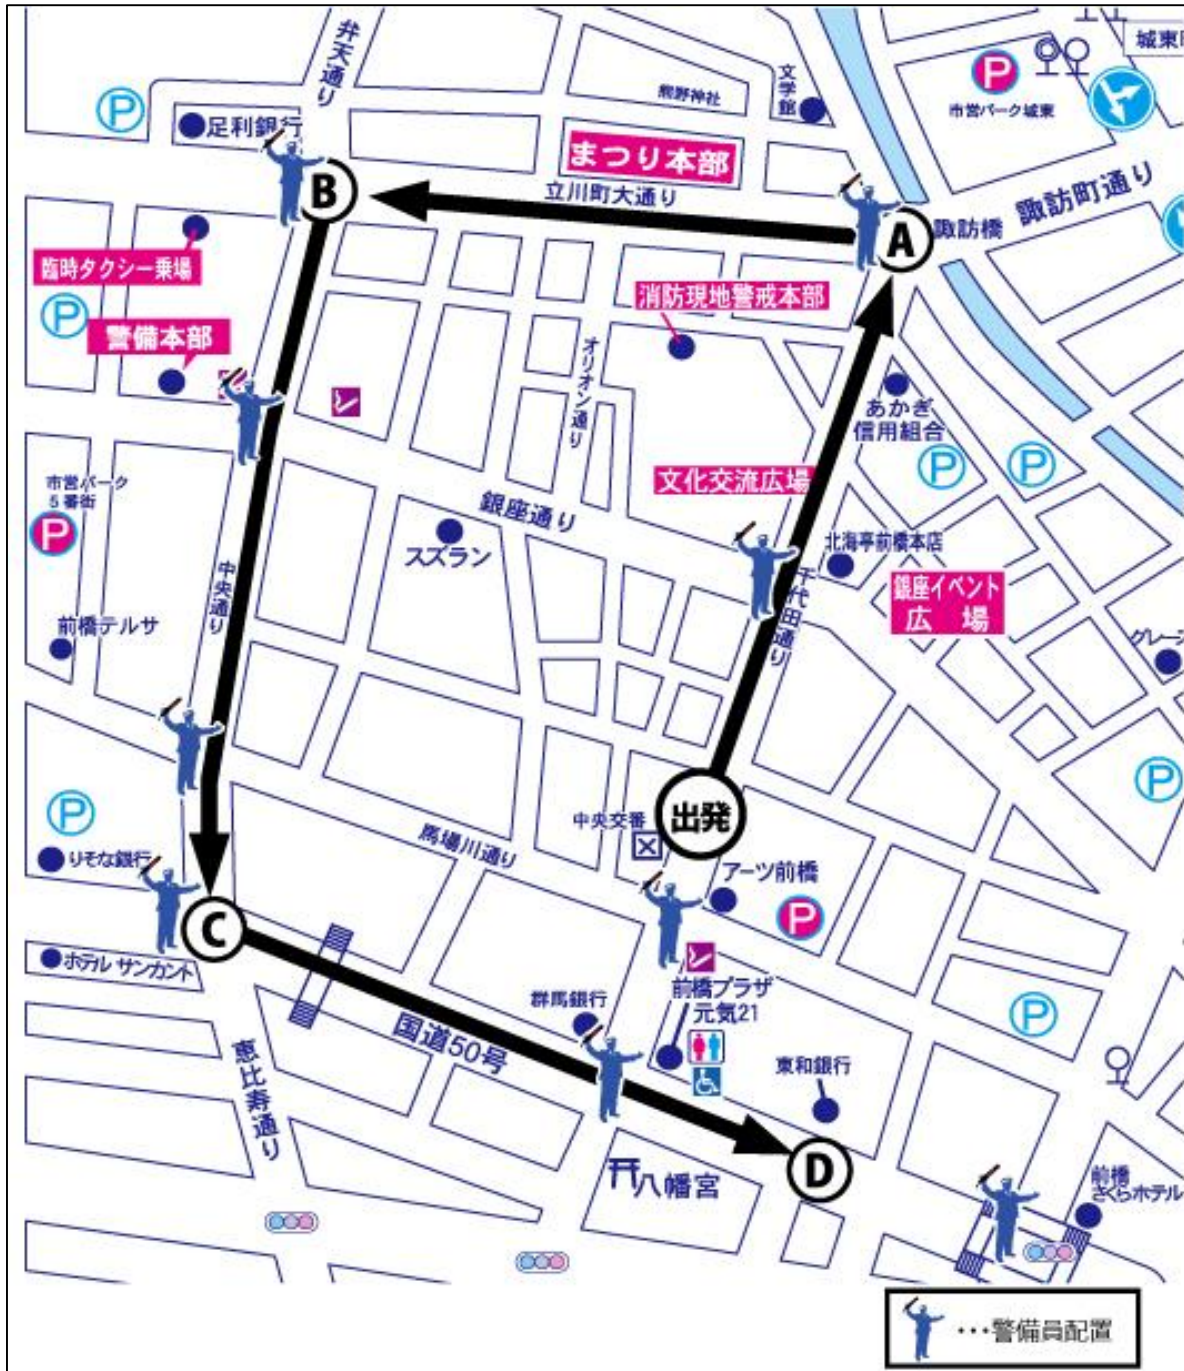 弁天通り
足利銀行
熊野神社
文学館
城東
市営パーク城東
P
P
まつり本部
立川町大通り
諏訪町通り
諏訪橋
A
B
臨時タクシー乗場
P
警備本部
消防現地警戒本部
オリオン通り
あかぎ
信用組合
P
P
市営パーク
5番街
P
銀座通り
スズラン
文化交流広場
北海亭前橋本店
銀座イベント
広 場
千代田通り
中央通り
前橋テルサ
グレース
P
P
りそな銀行
馬場川通り
中央交番
出発
アーツ前橋
P
C
ホテル サンカント
群馬銀行
前橋プラザ
元気21
P
国道50号
東和銀行
恵比寿通り
八幡宮
D
前橋
さくらホテル
・・・警備員配置